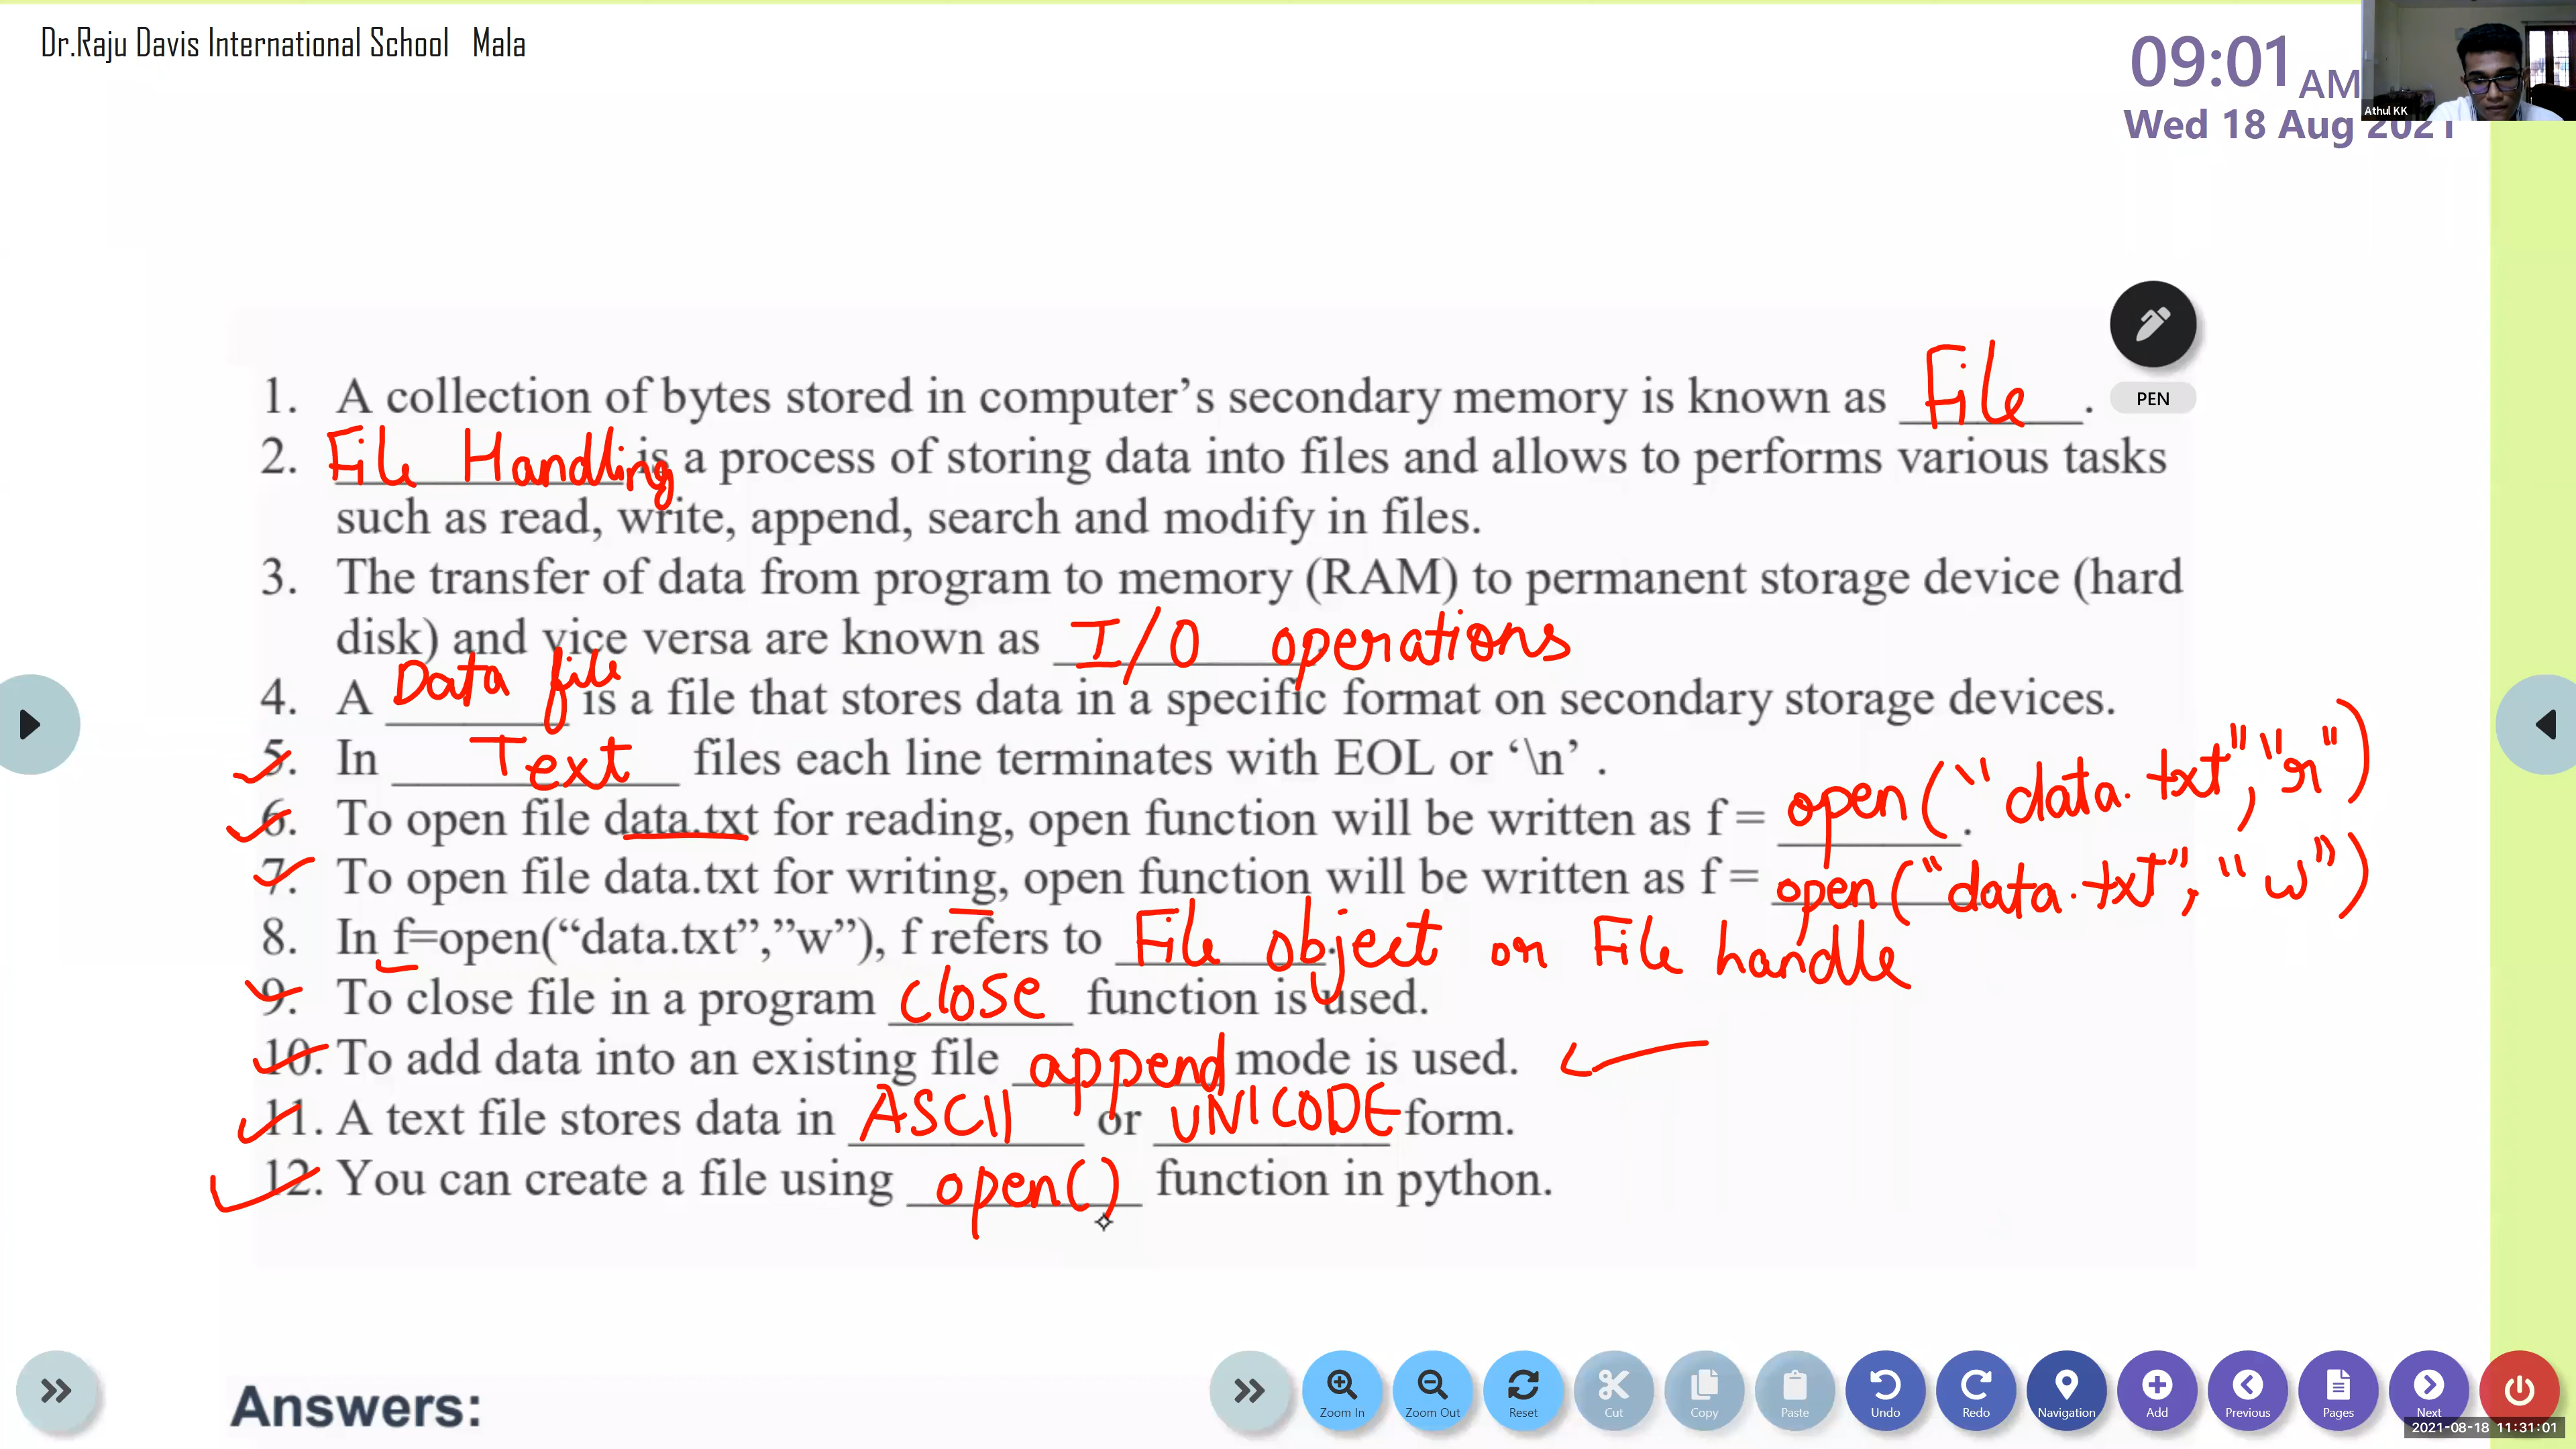 Dr.Raju Davis International School Mala
09:01 AM
Wed 18 Aug 2021
Athul KK
PEN
1. A collection of bytes stored in computer’s secondary memory is known as File.
2. File Handling is a process of storing data into files and allows to performs various tasks
such as read, write, append, search and modify in files.
3. The transfer of data from program to memory (RAM) to permanent storage device (hard
disk) and vice versa are known as I/O operations
4. A Data file is a file that stores data in a specific format on secondary storage devices.
5. In Text files each line terminates with EOL or ‘\n’ .
6. To open file data.txt for reading, open function will be written as f = open("data.txt","r").
7. To open file data.txt for writing, open function will be written as f = open("data.txt", "w")
8. In f=open(“data.txt”,”w”), f refers to File object or File handle.
9. To close file in a program close function is used.
10. To add data into an existing file append mode is used.
11. A text file stores data in ASCII or UNICODE form.
12. You can create a file using open() function in python.
Answers:
Zoom In Zoom Out Reset Cut Copy Paste Undo Redo Navigation Add Previous Pages Next
2021-08-18 11:31:01